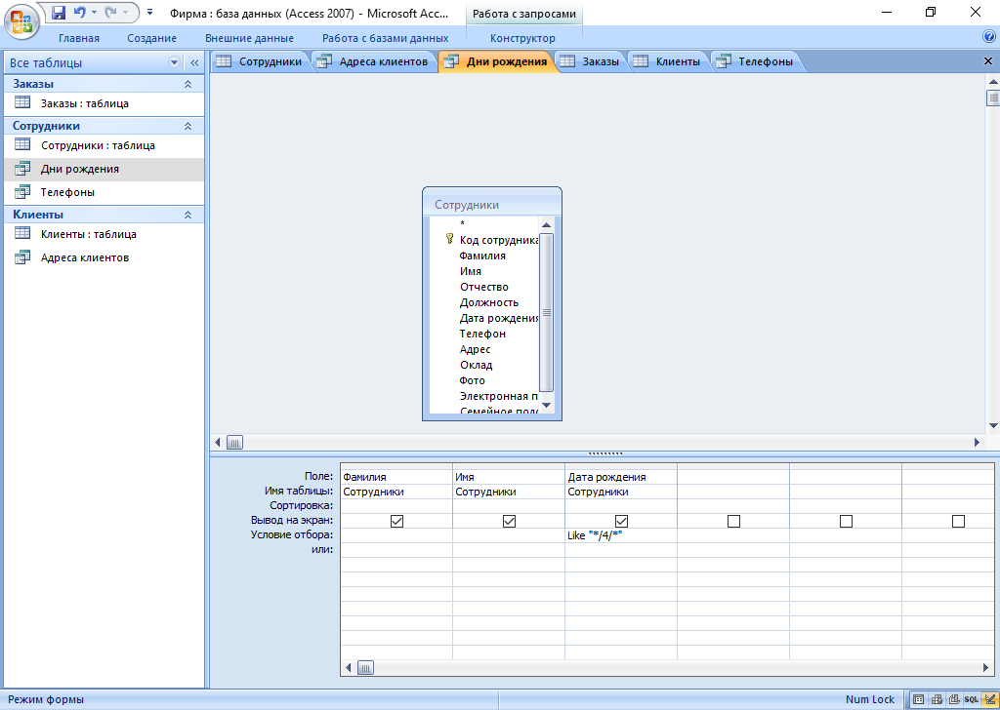 Фирма : база данных (Access 2007) - Microsoft Acc...
Работа с запросами
Главная Создание Внешние данные Работа с базами данных Конструктор
Все таблицы
Заказы
Заказы : таблица
Сотрудники
Сотрудники : таблица
Дни рождения
Телефоны
Клиенты
Клиенты : таблица
Адреса клиентов
Сотрудники Адреса клиентов Дни рождения Заказы Клиенты Телефоны
Сотрудники
*
Код сотрудника
Фамилия
Имя
Отчество
Должность
Дата рождения
Телефон
Адрес
Оклад
Фото
Электронная п
Семейное поло
Поле: Фамилия Имя Дата рождения
Имя таблицы: Сотрудники Сотрудники Сотрудники
Сортировка:
Вывод на экран:
Условие отбора: Like "*/4/*"
или:
Режим формы Num Lock SQL